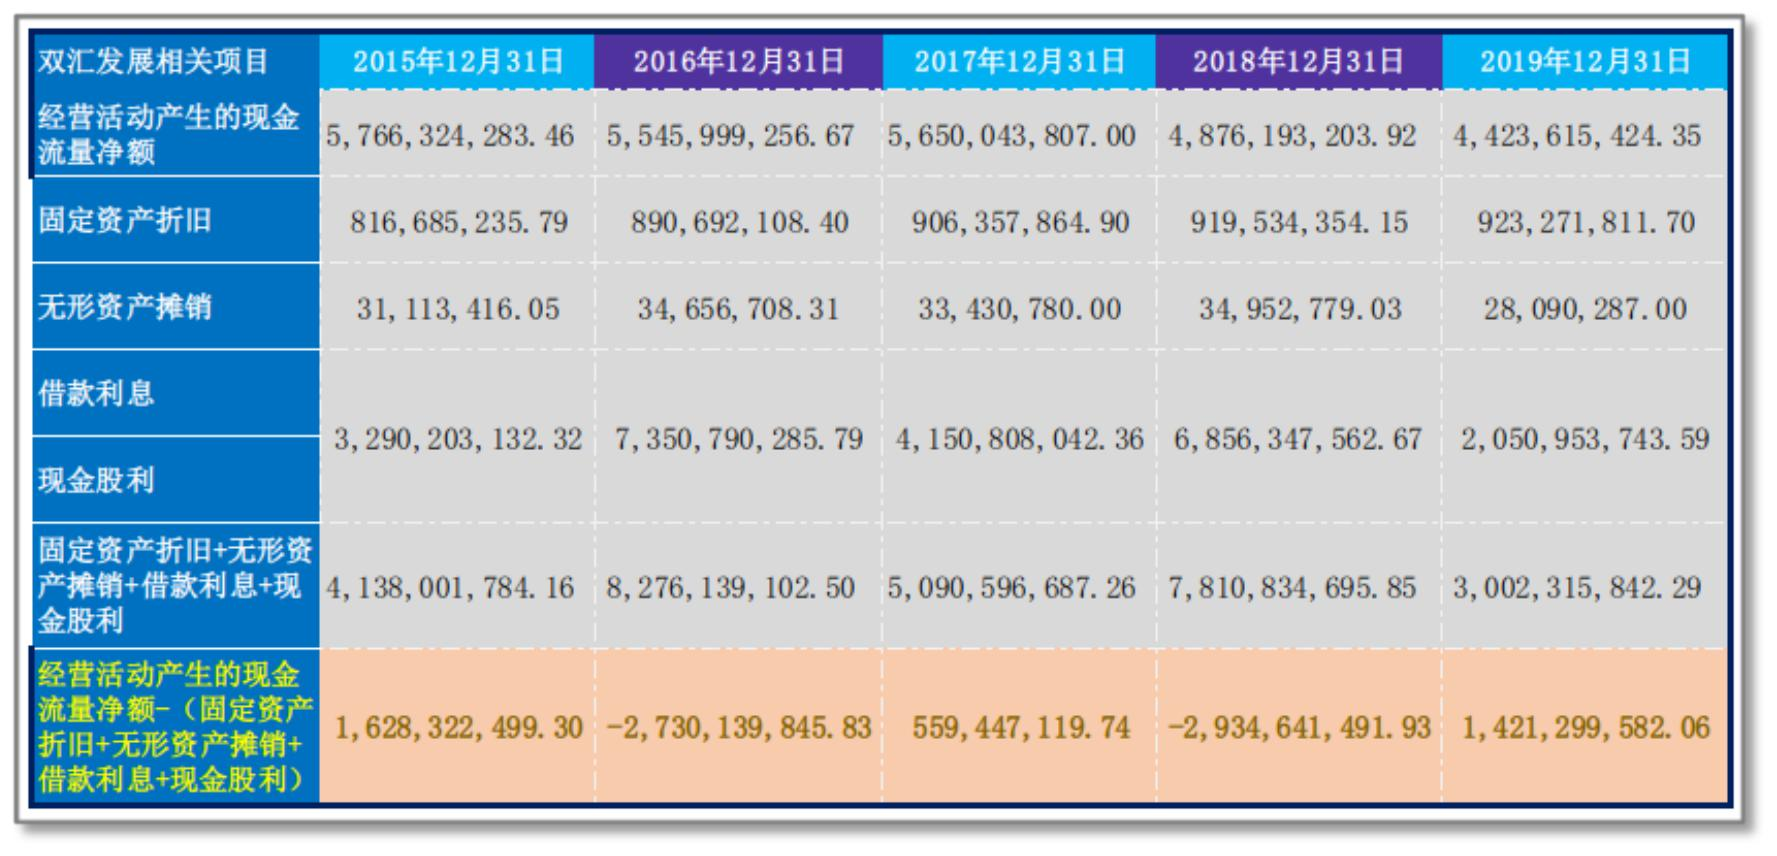 双汇发展相关项目 2015年12月31日 2016年12月31日 2017年12月31日 2018年12月31日 2019年12月31日
经营活动产生的现金
流量净额 5,766,324,283.46 5,545,999,256.67 5,650,043,807.00 4,876,193,203.92 4,423,615,424.35
固定资产折旧 816,685,235.79 890,692,108.40 906,357,864.90 919,534,354.15 923,271,811.70
无形资产摊销 31,113,416.05 34,656,708.31 33,430,780.00 34,952,779.03 28,090,287.00
借款利息
3,290,203,132.32 7,350,790,285.79 4,150,808,042.36 6,856,347,562.67 2,050,953,743.59
现金股利
固定资产折旧+无形资
产摊销+借款利息+现 4,138,001,784.16 8,276,139,102.50 5,090,596,687.26 7,810,834,695.85 3,002,315,842.29
金股利
经营活动产生的现金
流量净额-（固定资产
折旧+无形资产摊销+ 1,628,322,499.30 -2,730,139,845.83 559,447,119.74 -2,934,641,491.93 1,421,299,582.06
借款利息+现金股利）